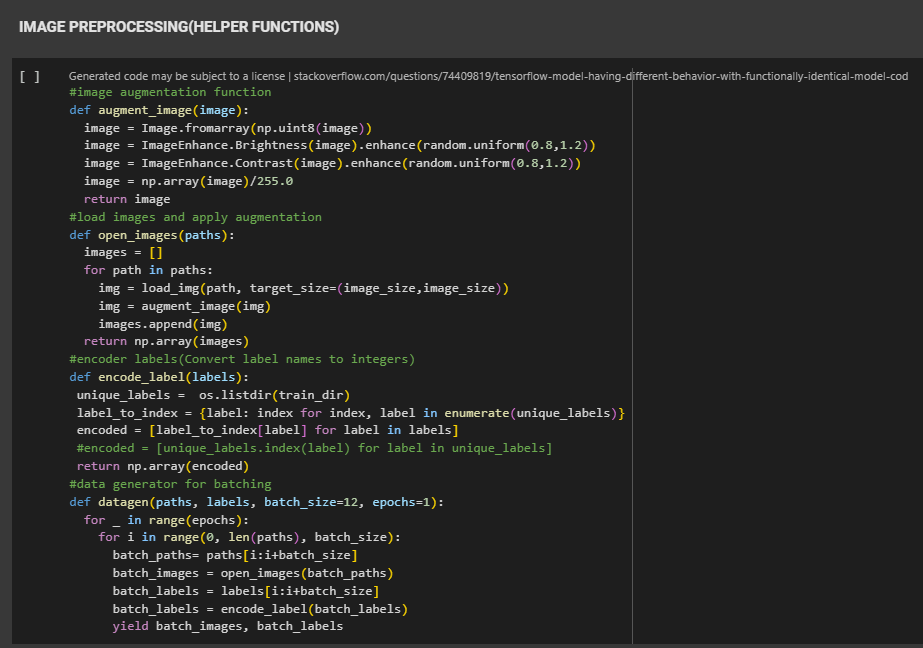 IMAGE PREPROCESSING(HELPER FUNCTIONS)
[ ] Generated code may be subject to a license | stackoverflow.com/questions/74409819/tensorflow-model-having-different-behavior-with-functionally-identical-model-cod
#image augmentation function
def augment_image(image):
  image = Image.fromarray(np.uint8(image))
  image = ImageEnhance.Brightness(image).enhance(random.uniform(0.8,1.2))
  image = ImageEnhance.Contrast(image).enhance(random.uniform(0.8,1.2))
  image = np.array(image)/255.0
  return image
#load images and apply augmentation
def open_images(paths):
  images = []
  for path in paths:
    img = load_img(path, target_size=(image_size,image_size))
    img = augment_image(img)
    images.append(img)
  return np.array(images)
#encoder labels(Convert label names to integers)
def encode_label(labels):
 unique_labels =  os.listdir(train_dir)
 label_to_index = {label: index for index, label in enumerate(unique_labels)}
 encoded = [label_to_index[label] for label in labels]
 #encoded = [unique_labels.index(label) for label in unique_labels]
 return np.array(encoded)
#data generator for batching
def datagen(paths, labels, batch_size=12, epochs=1):
  for _ in range(epochs):
    for i in range(0, len(paths), batch_size):
      batch_paths= paths[i:i+batch_size]
      batch_images = open_images(batch_paths)
      batch_labels = labels[i:i+batch_size]
      batch_labels = encode_label(batch_labels)
      yield batch_images, batch_labels